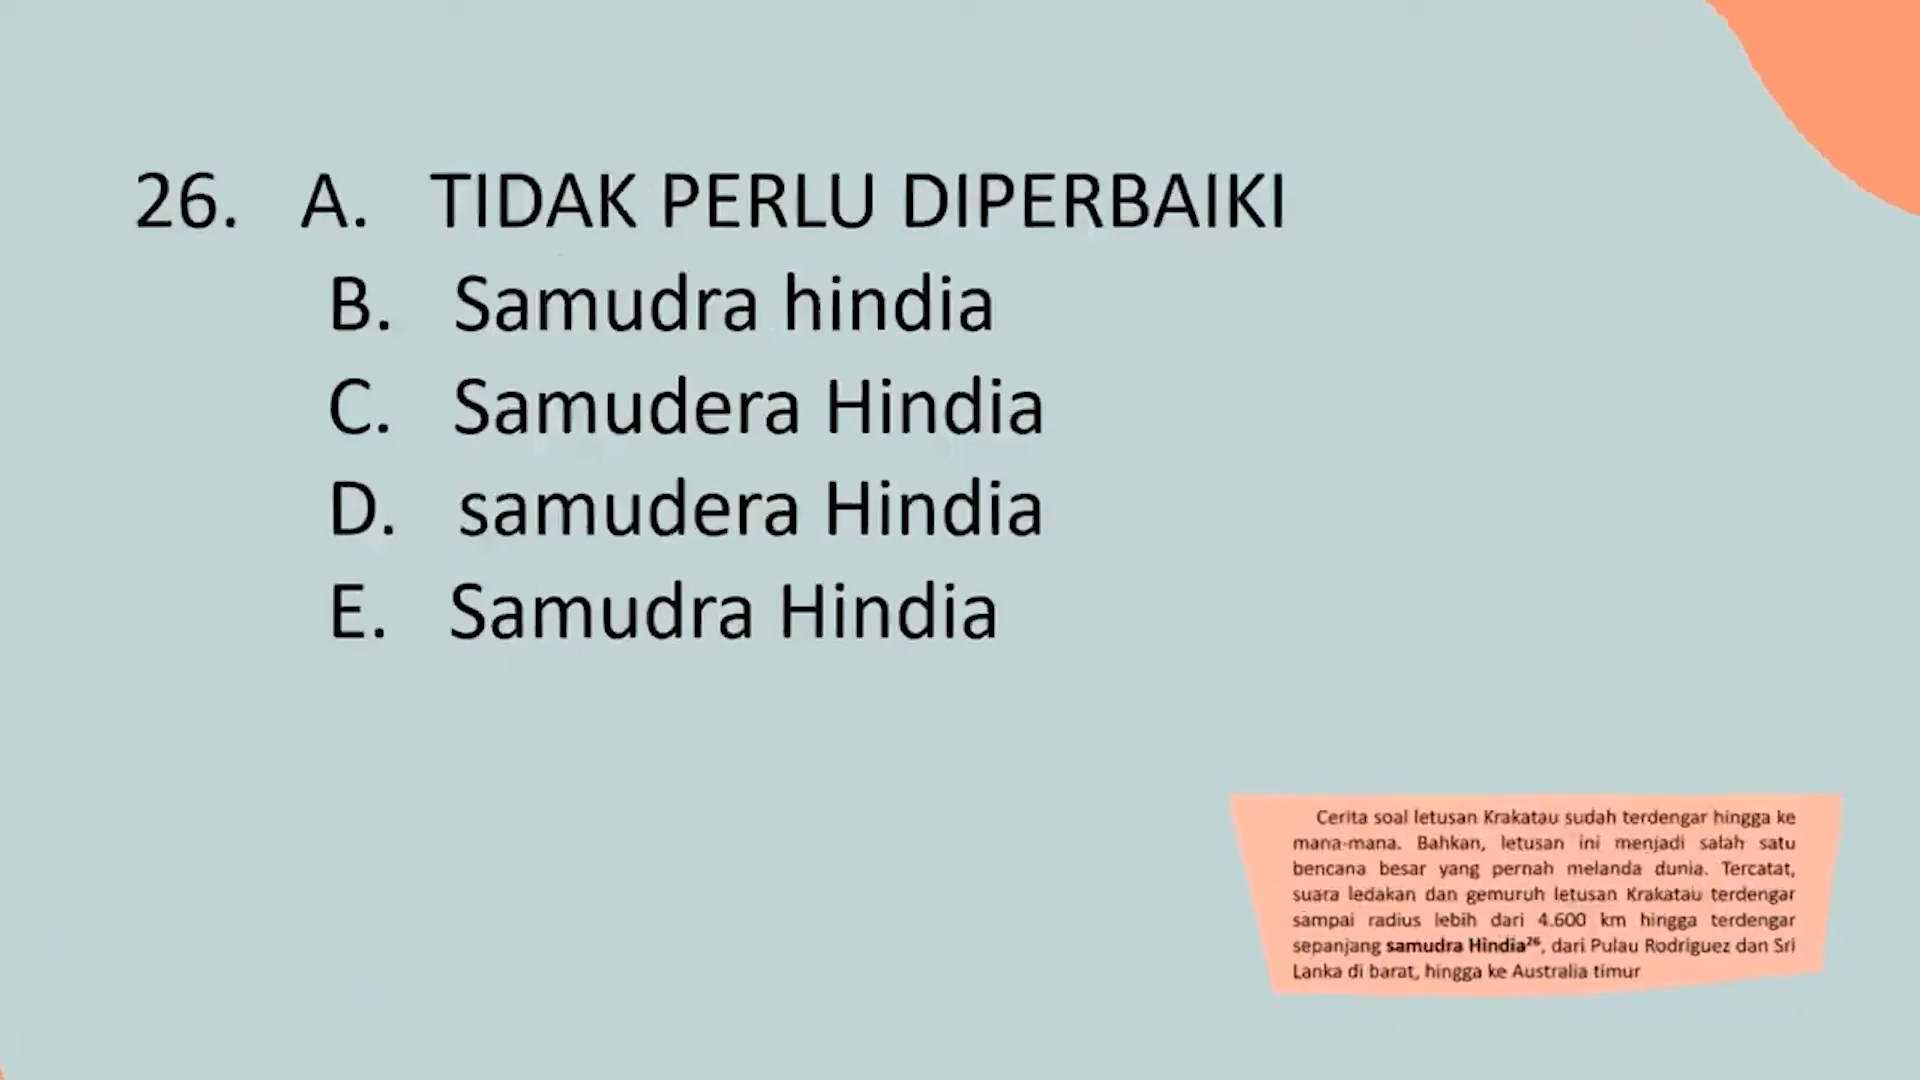 26. A. TIDAK PERLU DIPERBAIKI
B. Samudra hindia
C. Samudera Hindia
D. samudera Hindia
E. Samudra Hindia
Cerita soal letusan Krakatau sudah terdengar hingga ke
mana-mana. Bahkan, letusan ini menjadi salah satu
bencana besar yang pernah melanda dunia. Tercatat,
suara ledakan dan gemuruh letusan Krakatau terdengar
sampai radius lebih dari 4.600 km hingga terdengar
sepanjang samudra Hindia²⁶, dari Pulau Rodriguez dan Sri
Lanka di barat, hingga ke Australia timur